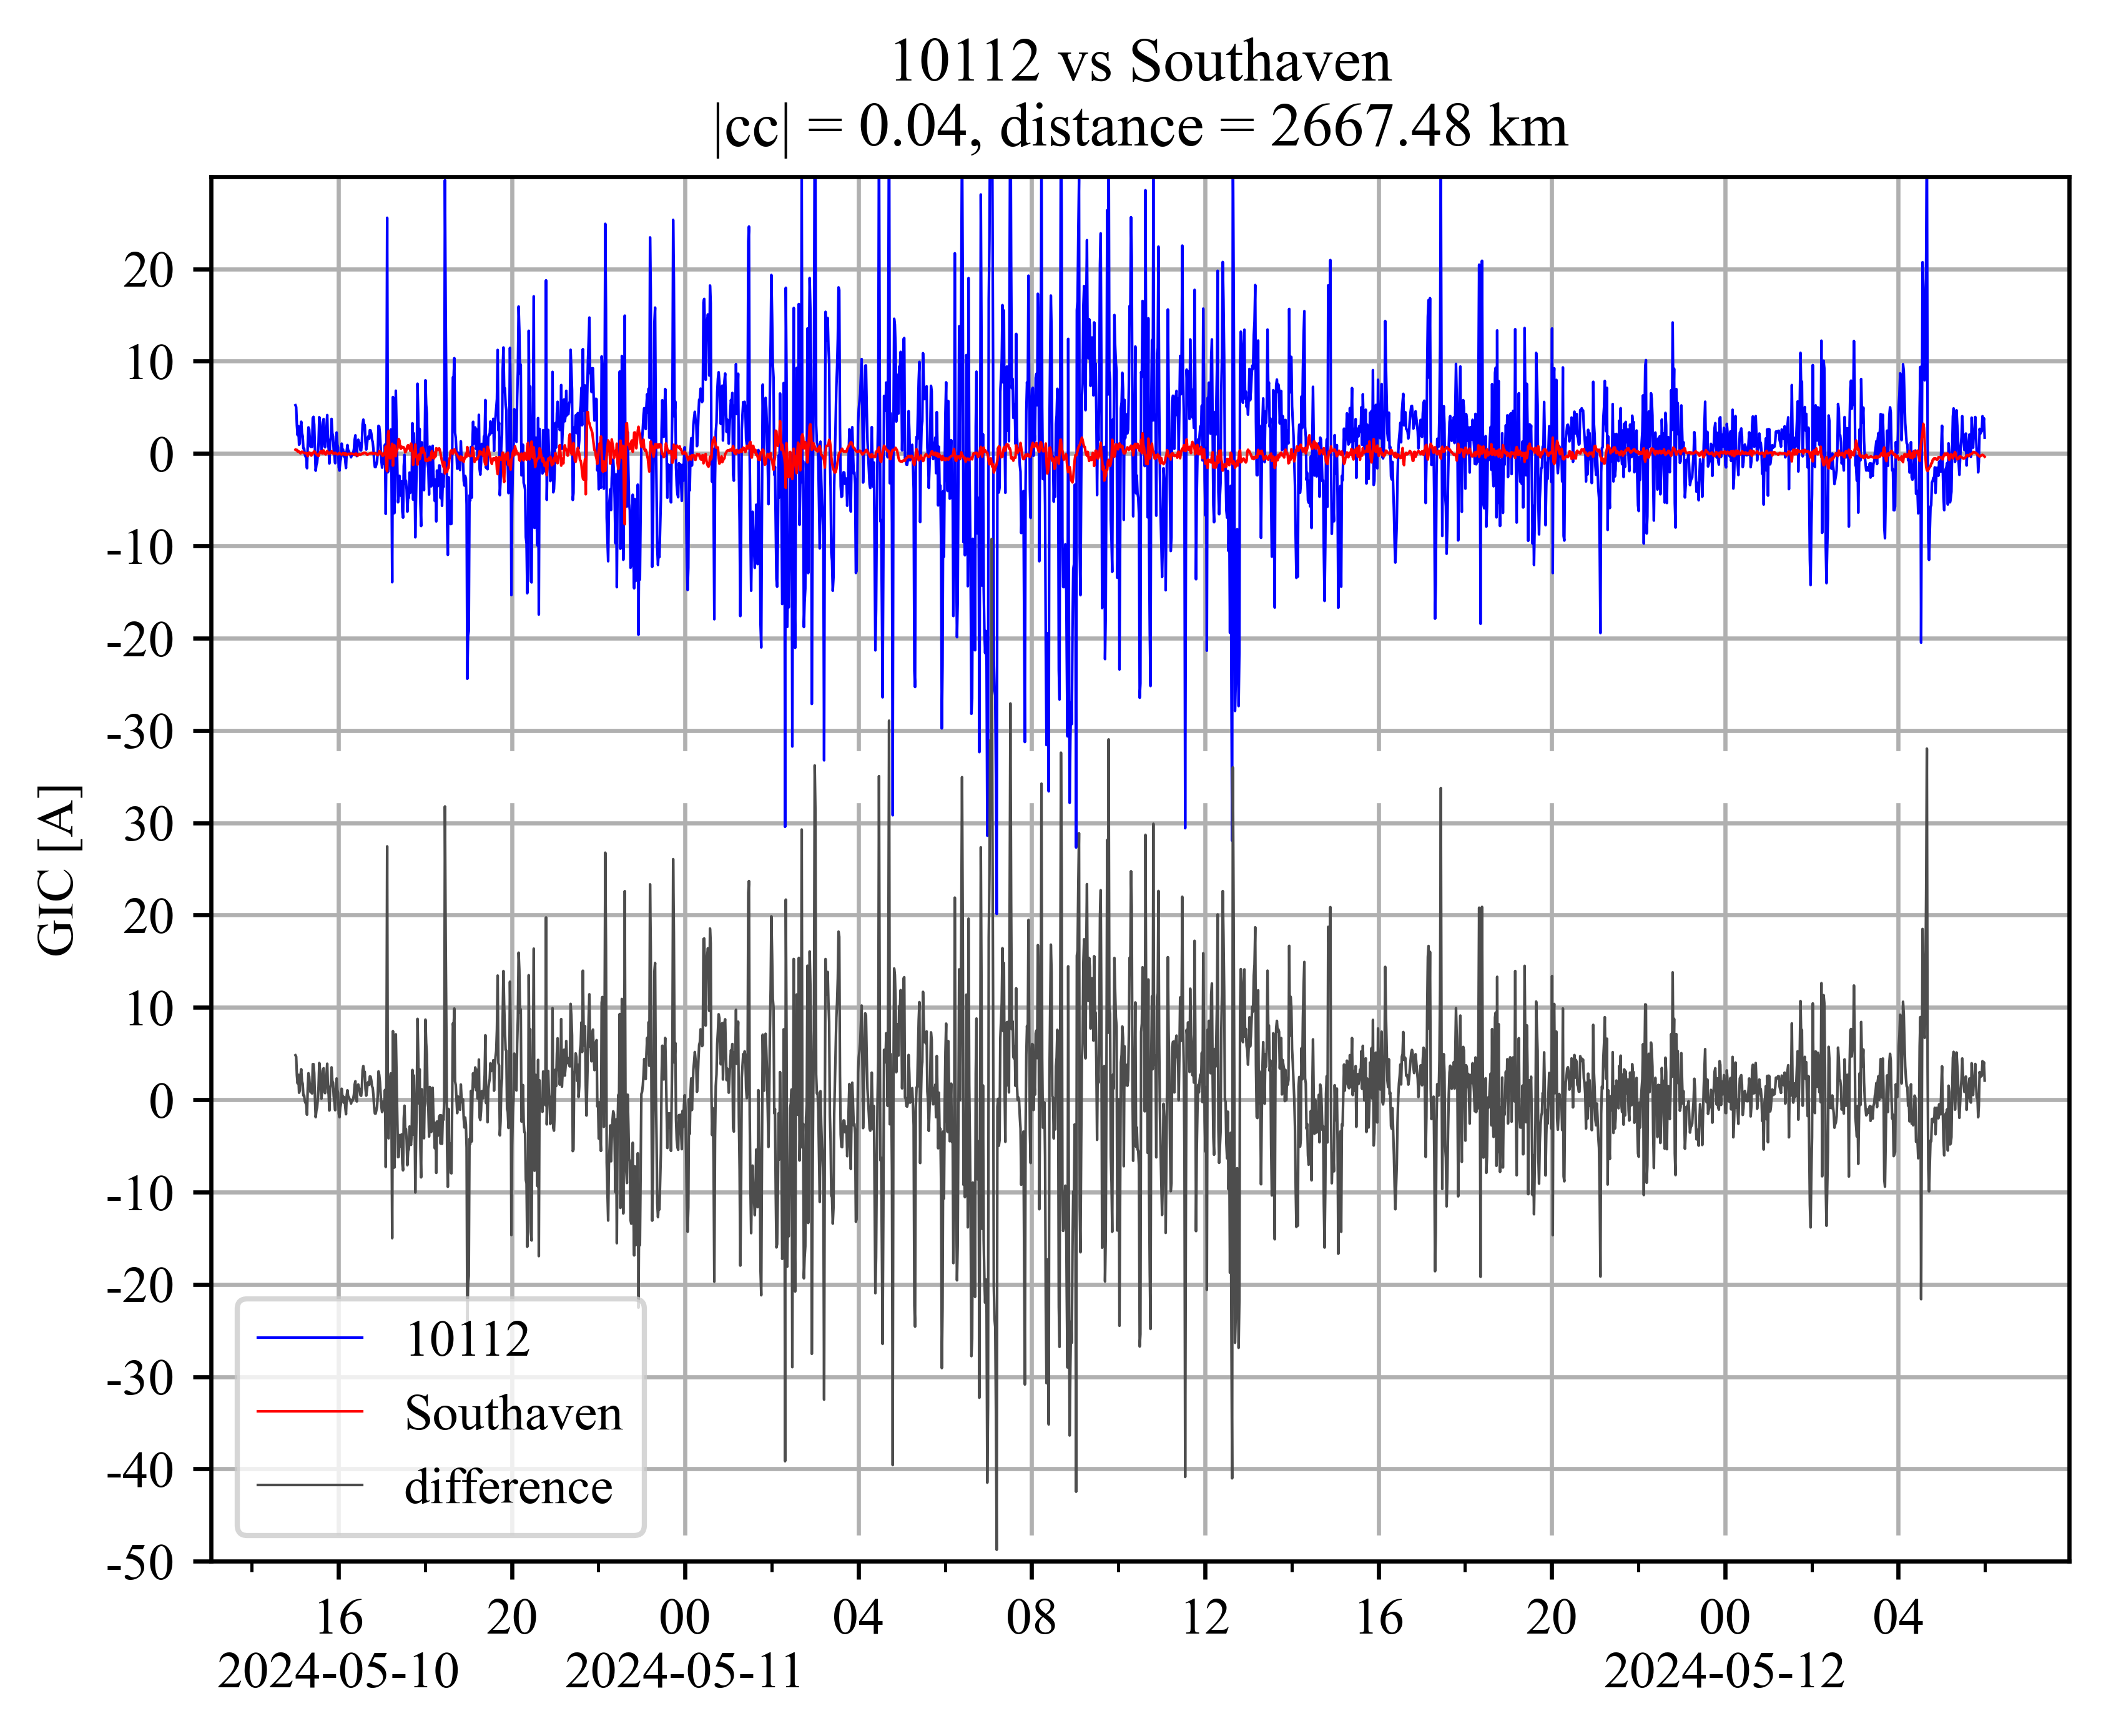 10112 vs Southaven
|cc| = 0.04, distance = 2667.48 km
GIC [A]
20
10
0
-10
-20
-30
30
20
10
0
-10
-20
-30
-40
-50
10112
Southaven
difference
16 20 00 04 08 12 16 20 00 04
2024-05-10 2024-05-11 2024-05-12